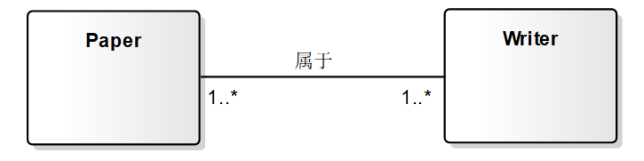 Paper
Writer
属于
1..*
1..*